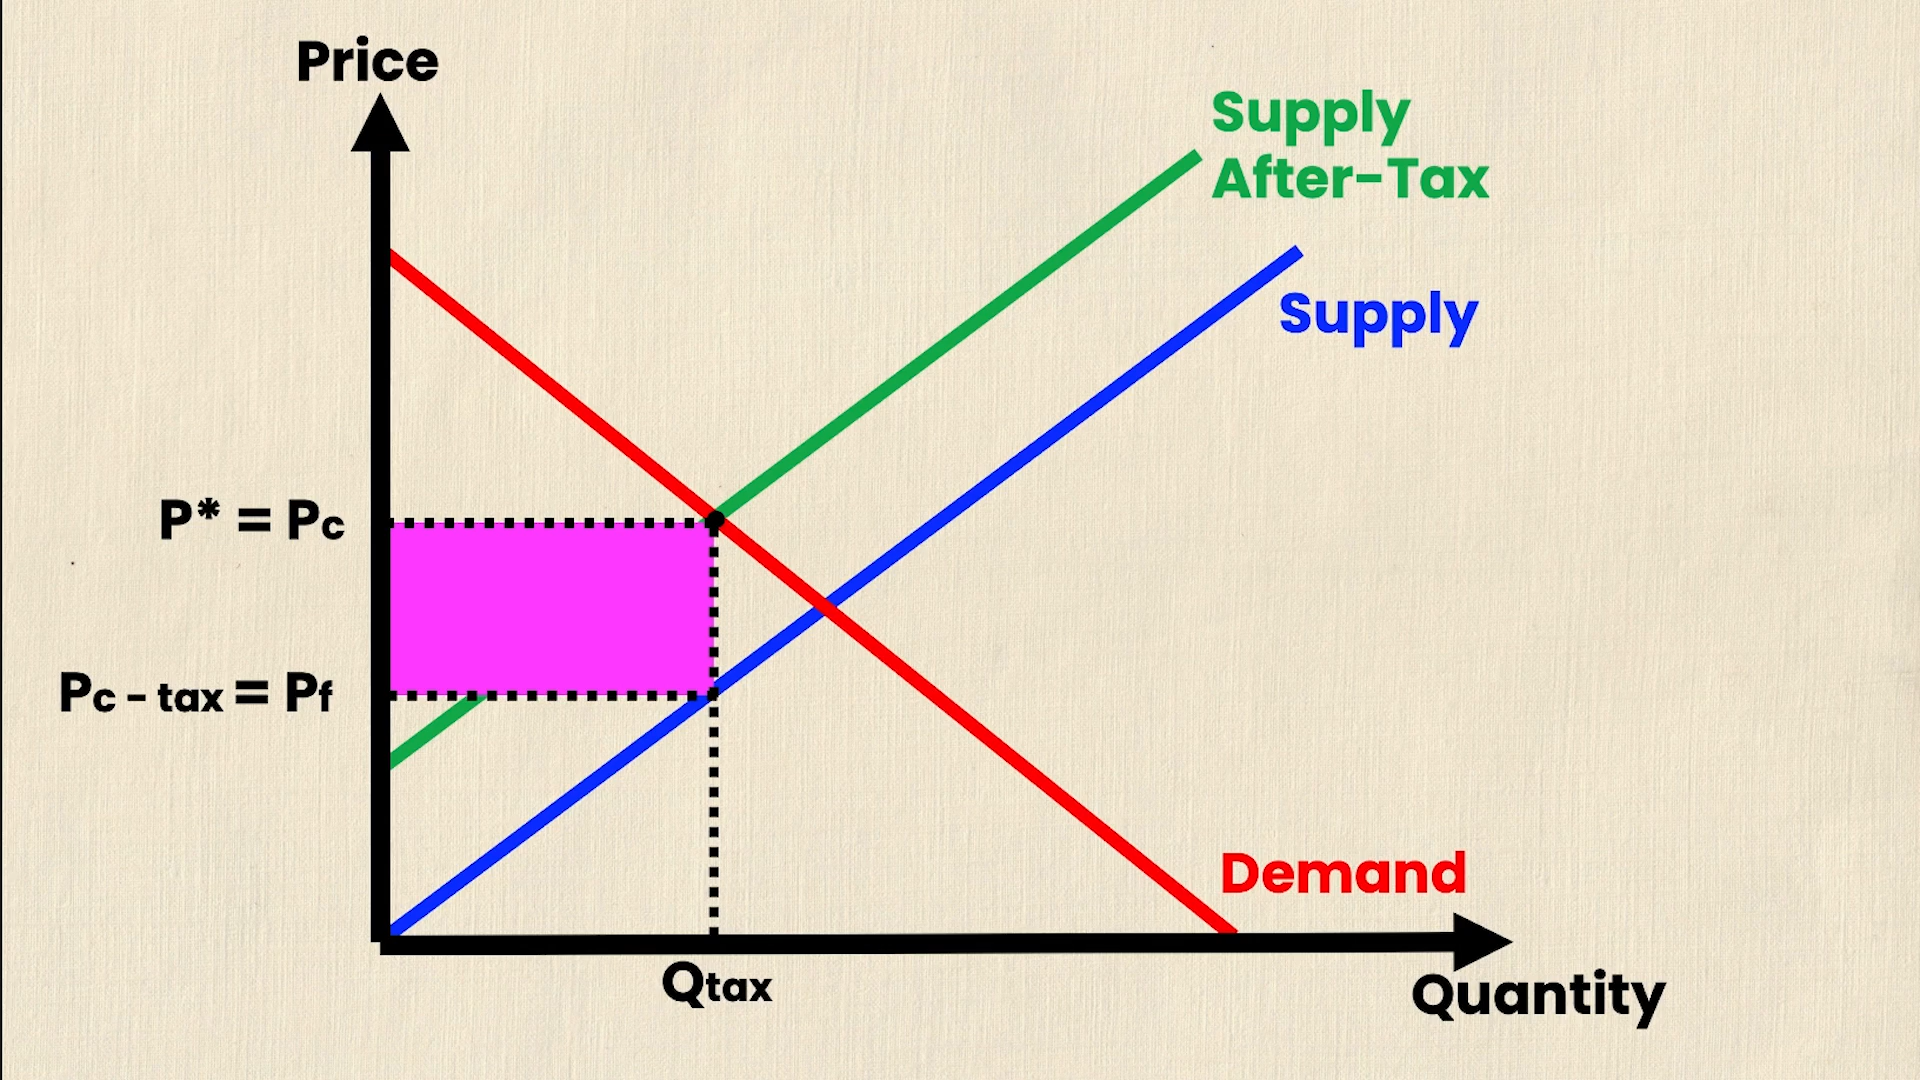 Price
Supply
After-Tax
Supply
P* = Pc
Pc - tax = Pf
Demand
Qtax
Quantity